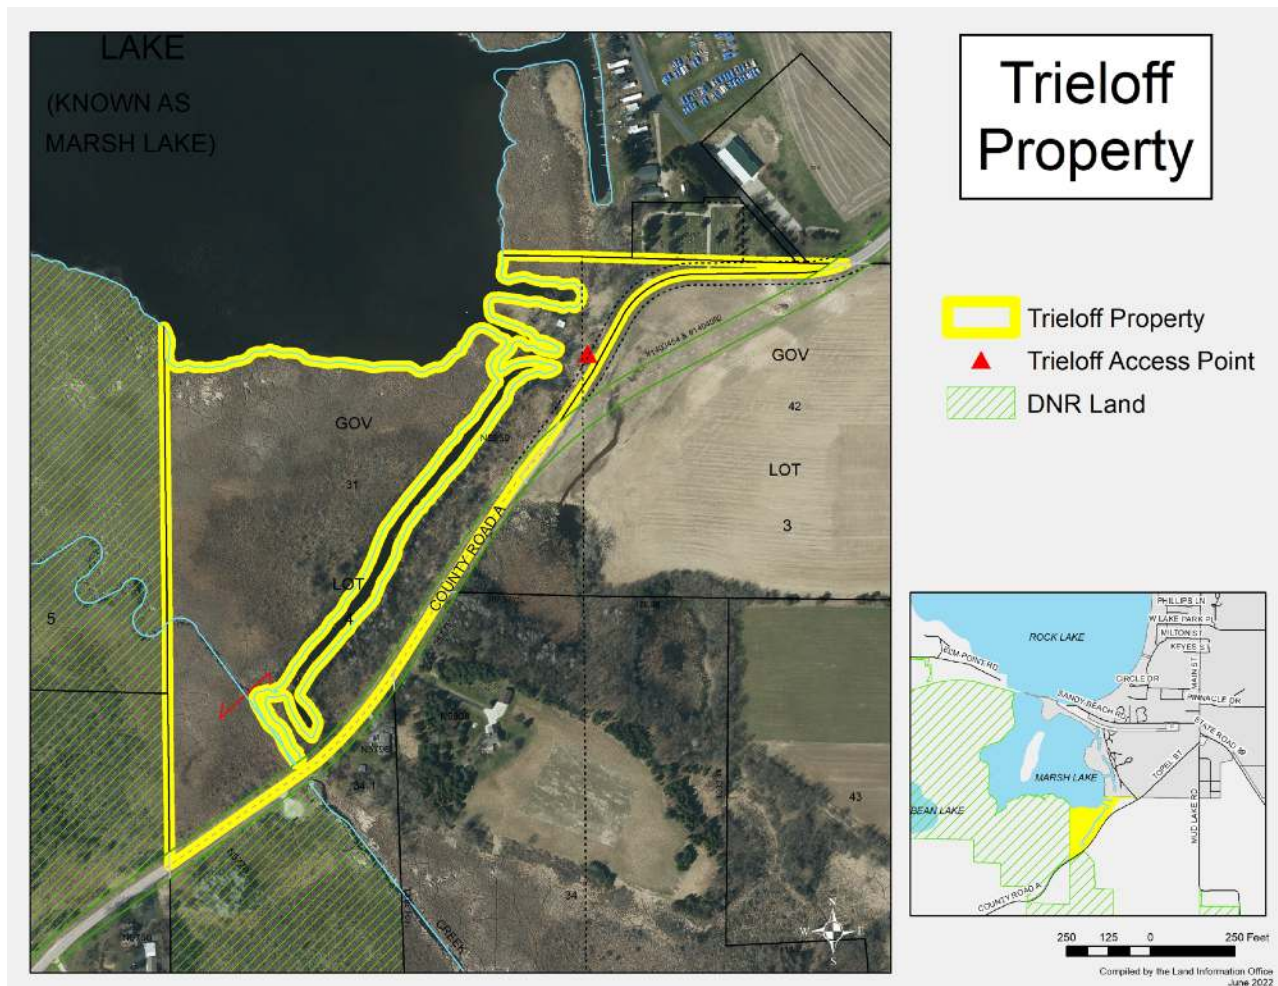 LAKE
(KNOWN AS
MARSH LAKE)
GOV
31
LOT
4
5
COUNTY ROAD A
GOV
42
LOT
3
43
34
34.1
CREEK
Trieloff
Property
Trieloff Property
Trieloff Access Point
DNR Land
PHILLIPS LN
W LAKE PARK PL
MILTON ST
KEYES ST
ROCK LAKE
ELM POINT RD
MAIN ST
CIRCLE DR
PINNACLE DR
SANDY BEACH RD
STATE ROAD 89
TOPEL ST
MARSH LAKE
BEAN LAKE
MUD LAKE RD
COUNTY ROAD A
N
W
E
S
250
125
0
250 Feet
Compiled by the Land Information Office
June 2022